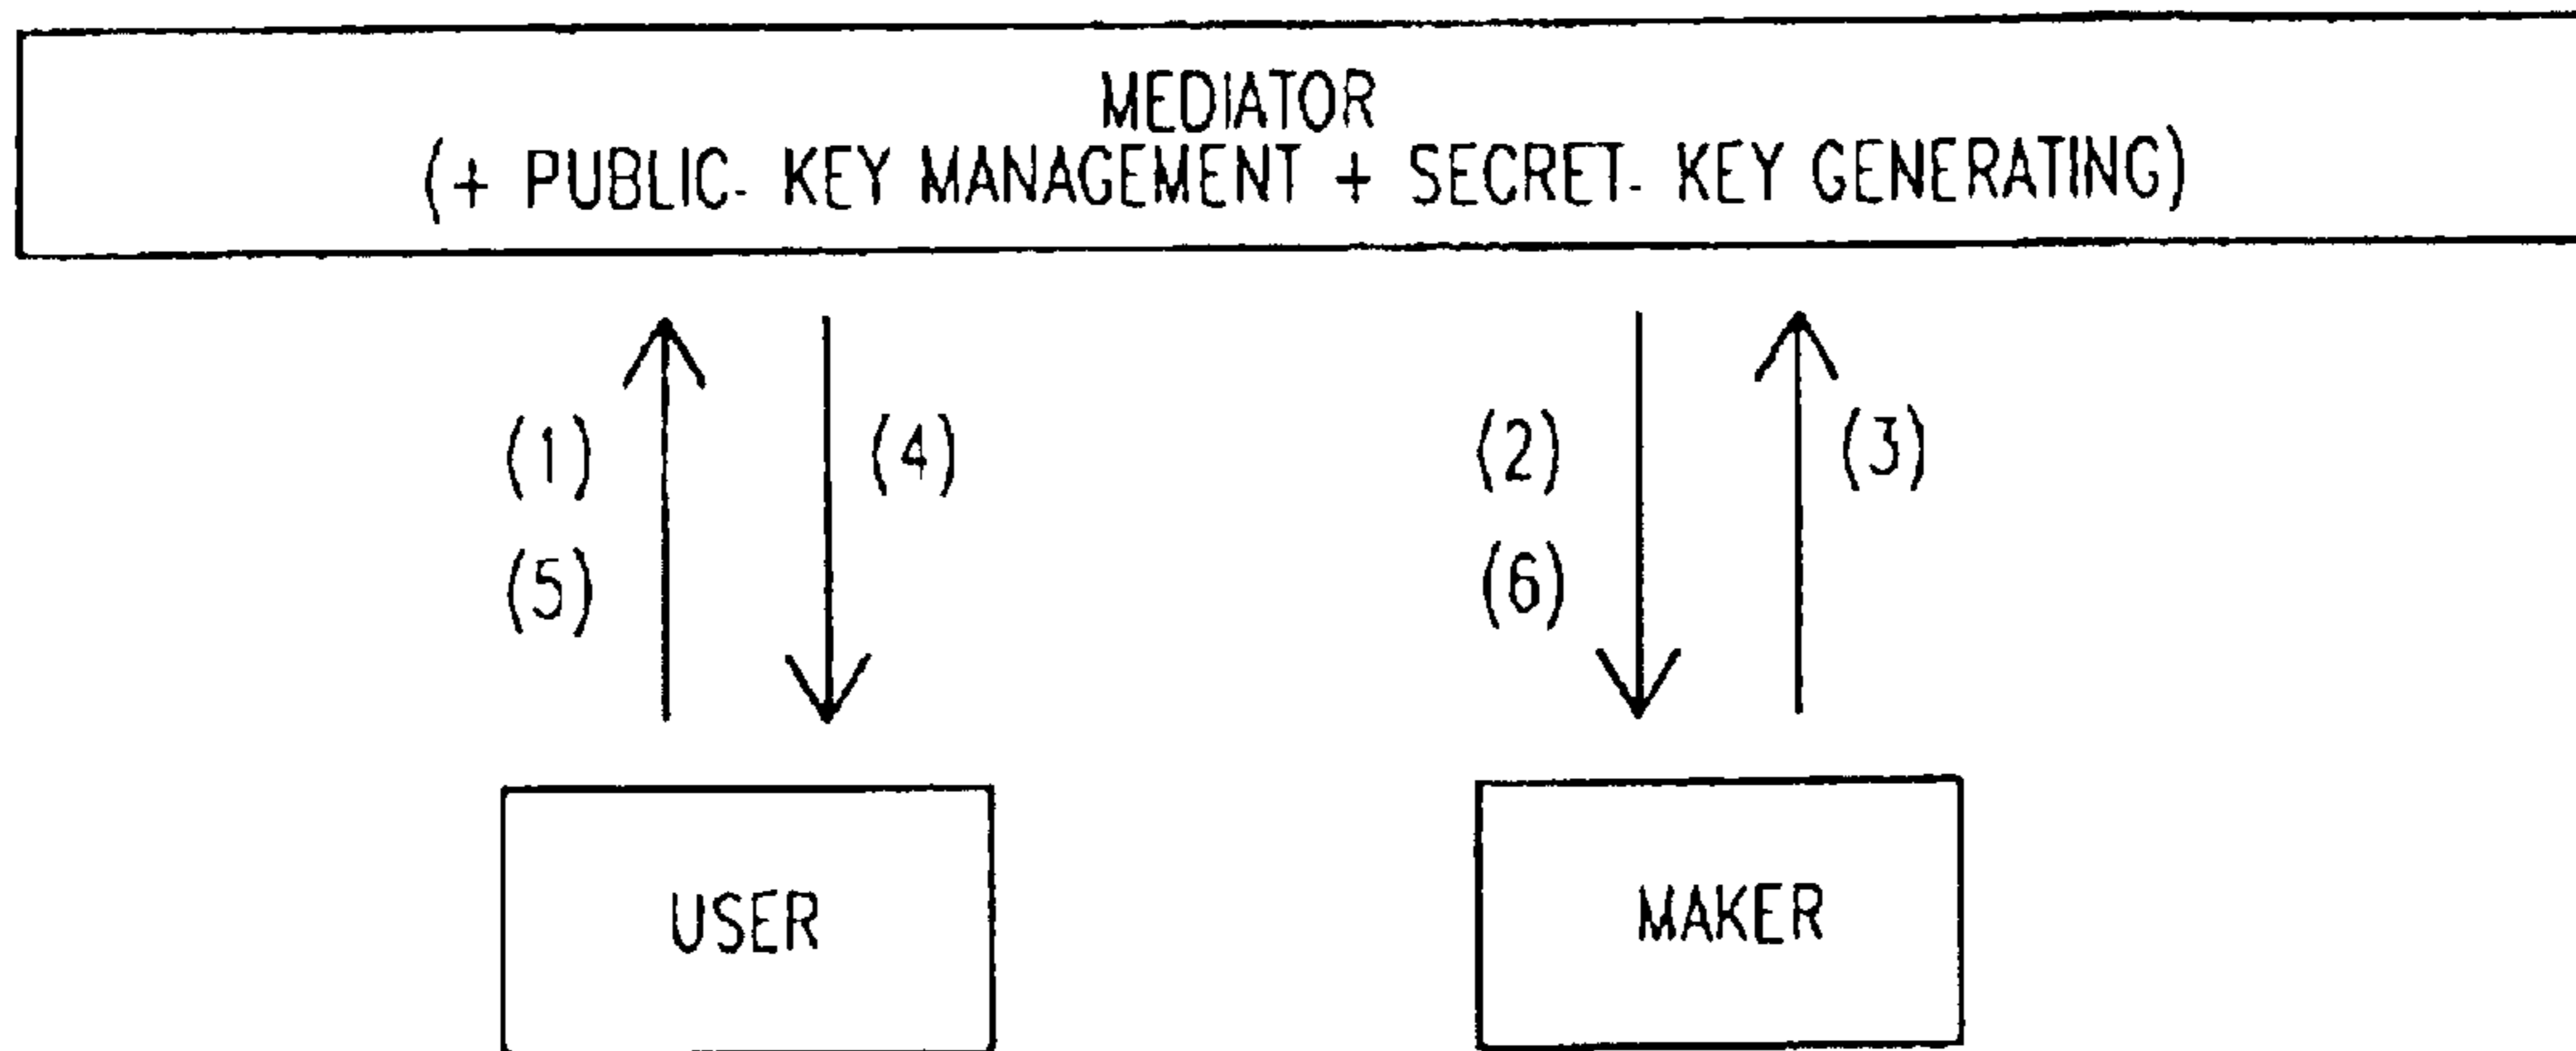 MEDIATOR
(+ PUBLIC- KEY MANAGEMENT + SECRET- KEY GENERATING)
(1)
(4)
(2)
(3)
(5)
(6)
USER
MAKER